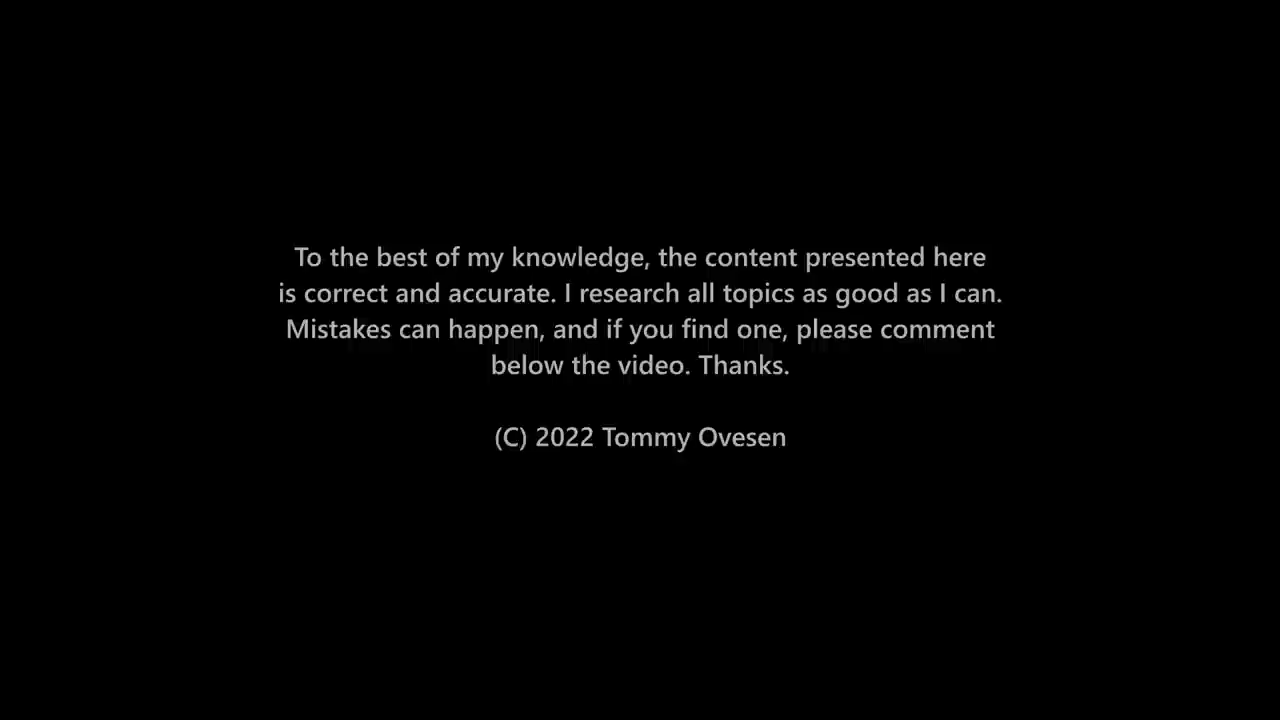 To the best of my knowledge, the content presented here
is correct and accurate. I research all topics as good as I can.
Mistakes can happen, and if you find one, please comment
below the video. Thanks.
(C) 2022 Tommy Ovesen